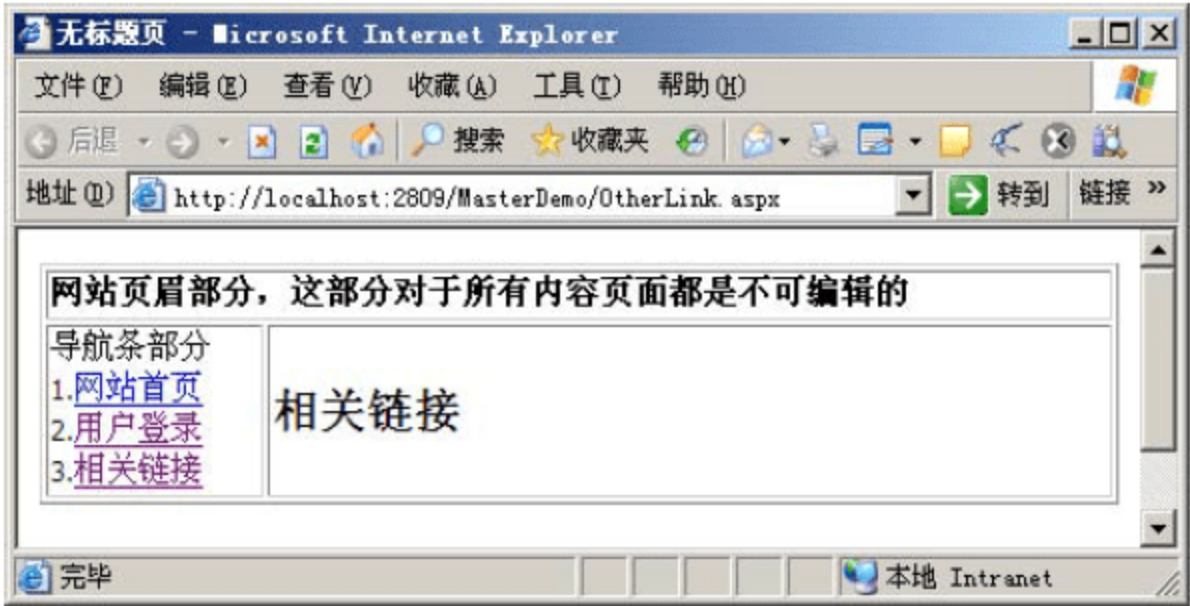 无标题页 - Microsoft Internet Explorer
文件(F) 编辑(E) 查看(V) 收藏(A) 工具(T) 帮助(H)
后退 搜索 收藏夹
地址(D) http://localhost:2809/MasterDemo/OtherLink.aspx 转到 链接 »
网站页眉部分，这部分对于所有内容页面都是不可编辑的
导航条部分
1.网站首页
2.用户登录
3.相关链接
相关链接
完毕 本地 Intranet